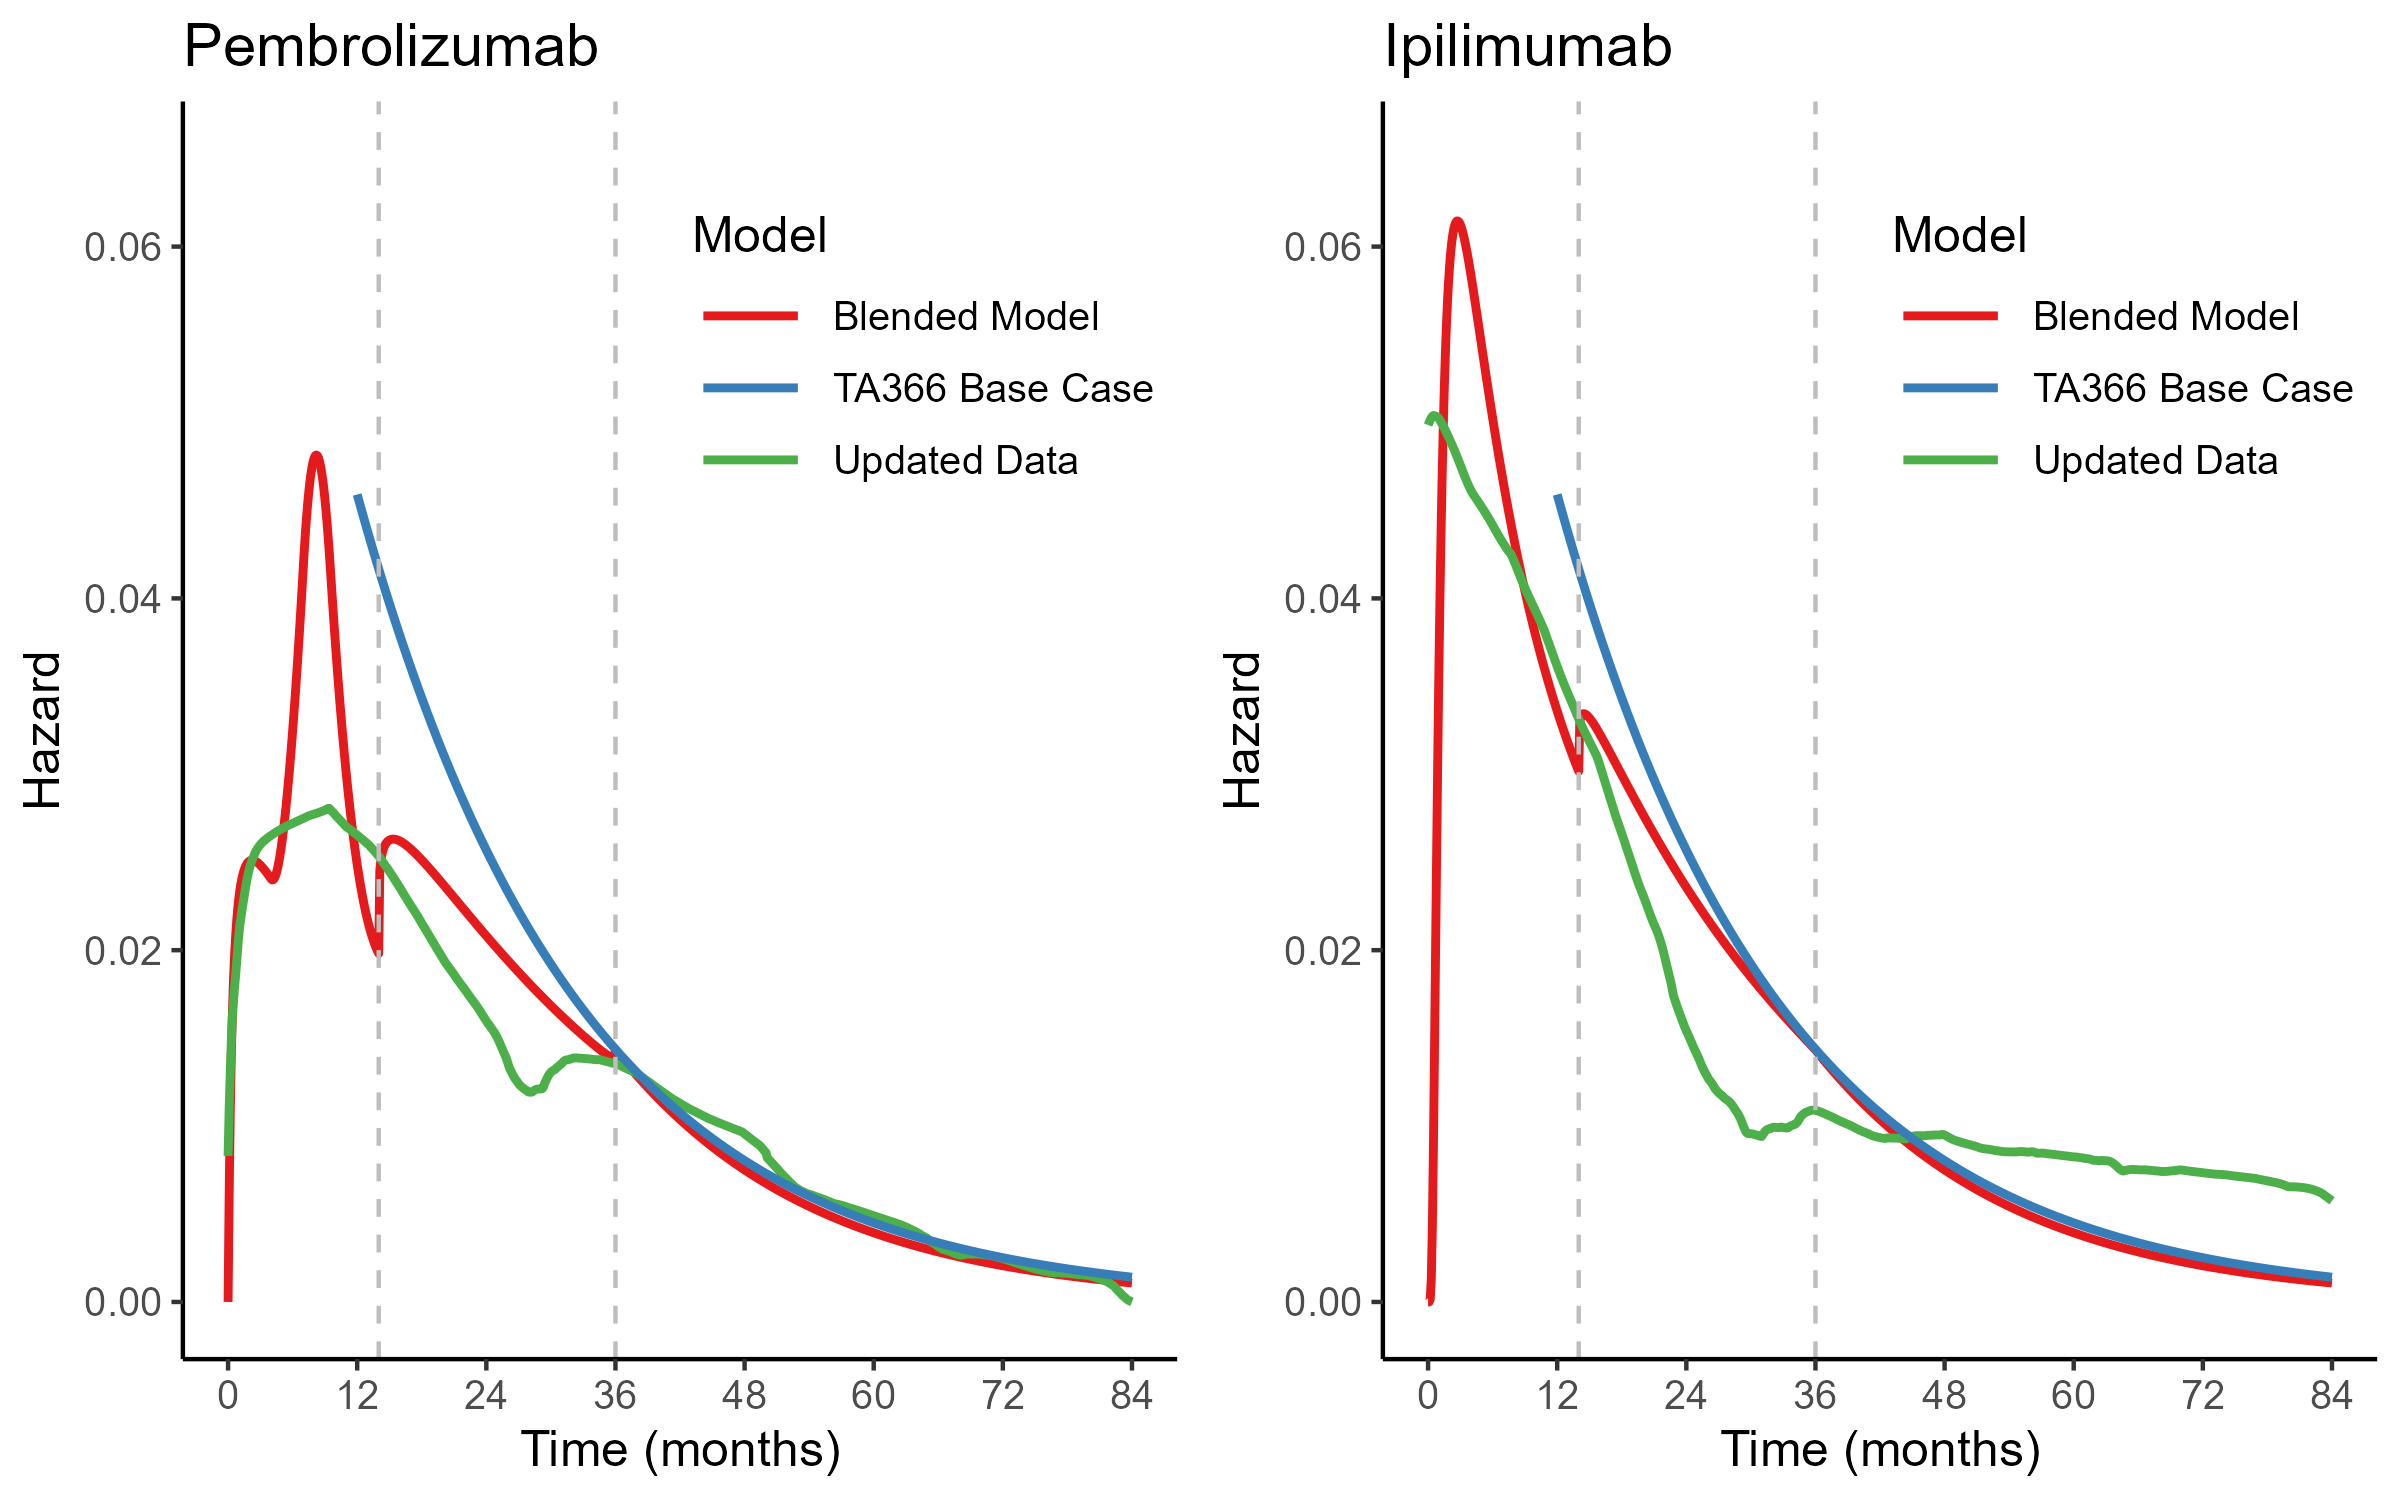 Pembrolizumab
Hazard
0.06
0.04
0.02
0.00
Model
Blended Model
TA366 Base Case
Updated Data
0 12 24 36 48 60 72 84
Time (months)
Ipilimumab
Hazard
0.06
0.04
0.02
0.00
Model
Blended Model
TA366 Base Case
Updated Data
0 12 24 36 48 60 72 84
Time (months)